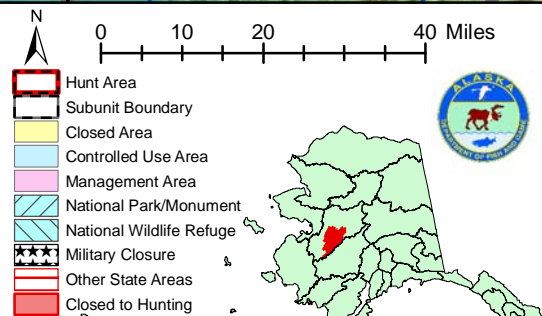 N
0 10 20 40 Miles
Hunt Area
Subunit Boundary
Closed Area
Controlled Use Area
Management Area
National Park/Monument
National Wildlife Refuge
Military Closure
Other State Areas
Closed to Hunting
ALASKA
DEPARTMENT OF FISH AND GAME